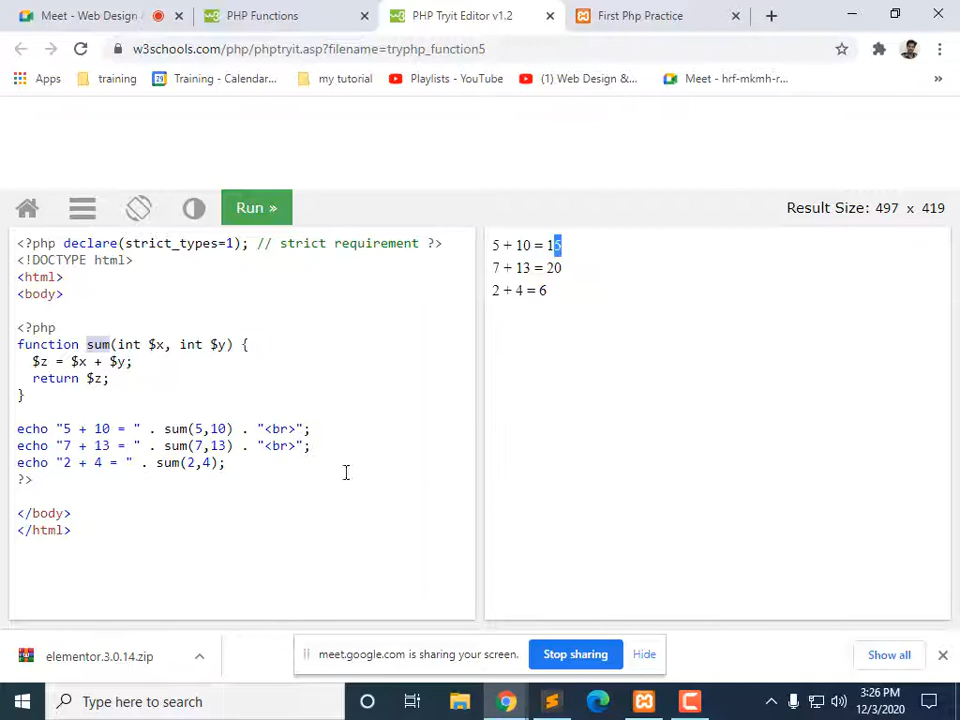 Meet - Web Design
PHP Functions
PHP Tryit Editor v1.2
First Php Practice
w3schools.com/php/phptryit.asp?filename=tryphp_function5
Apps
training
Training - Calendar...
my tutorial
Playlists - YouTube
(1) Web Design &...
Meet - hrf-mkmh-r...
»
Run »
Result Size: 497 x 419
<?php declare(strict_types=1); // strict requirement ?>
<!DOCTYPE html>
<html>
<body>
<?php
function sum(int $x, int $y) {
$z = $x + $y;
return $z;
}
echo "5 + 10 = " . sum(5,10) . "<br>";
echo "7 + 13 = " . sum(7,13) . "<br>";
echo "2 + 4 = " . sum(2,4);
?>
</body>
</html>
5 + 10 = 15
7 + 13 = 20
2 + 4 = 6
elementor.3.0.14.zip
meet.google.com is sharing your screen.
Stop sharing
Hide
Show all
Type here to search
3:26 PM
12/3/2020